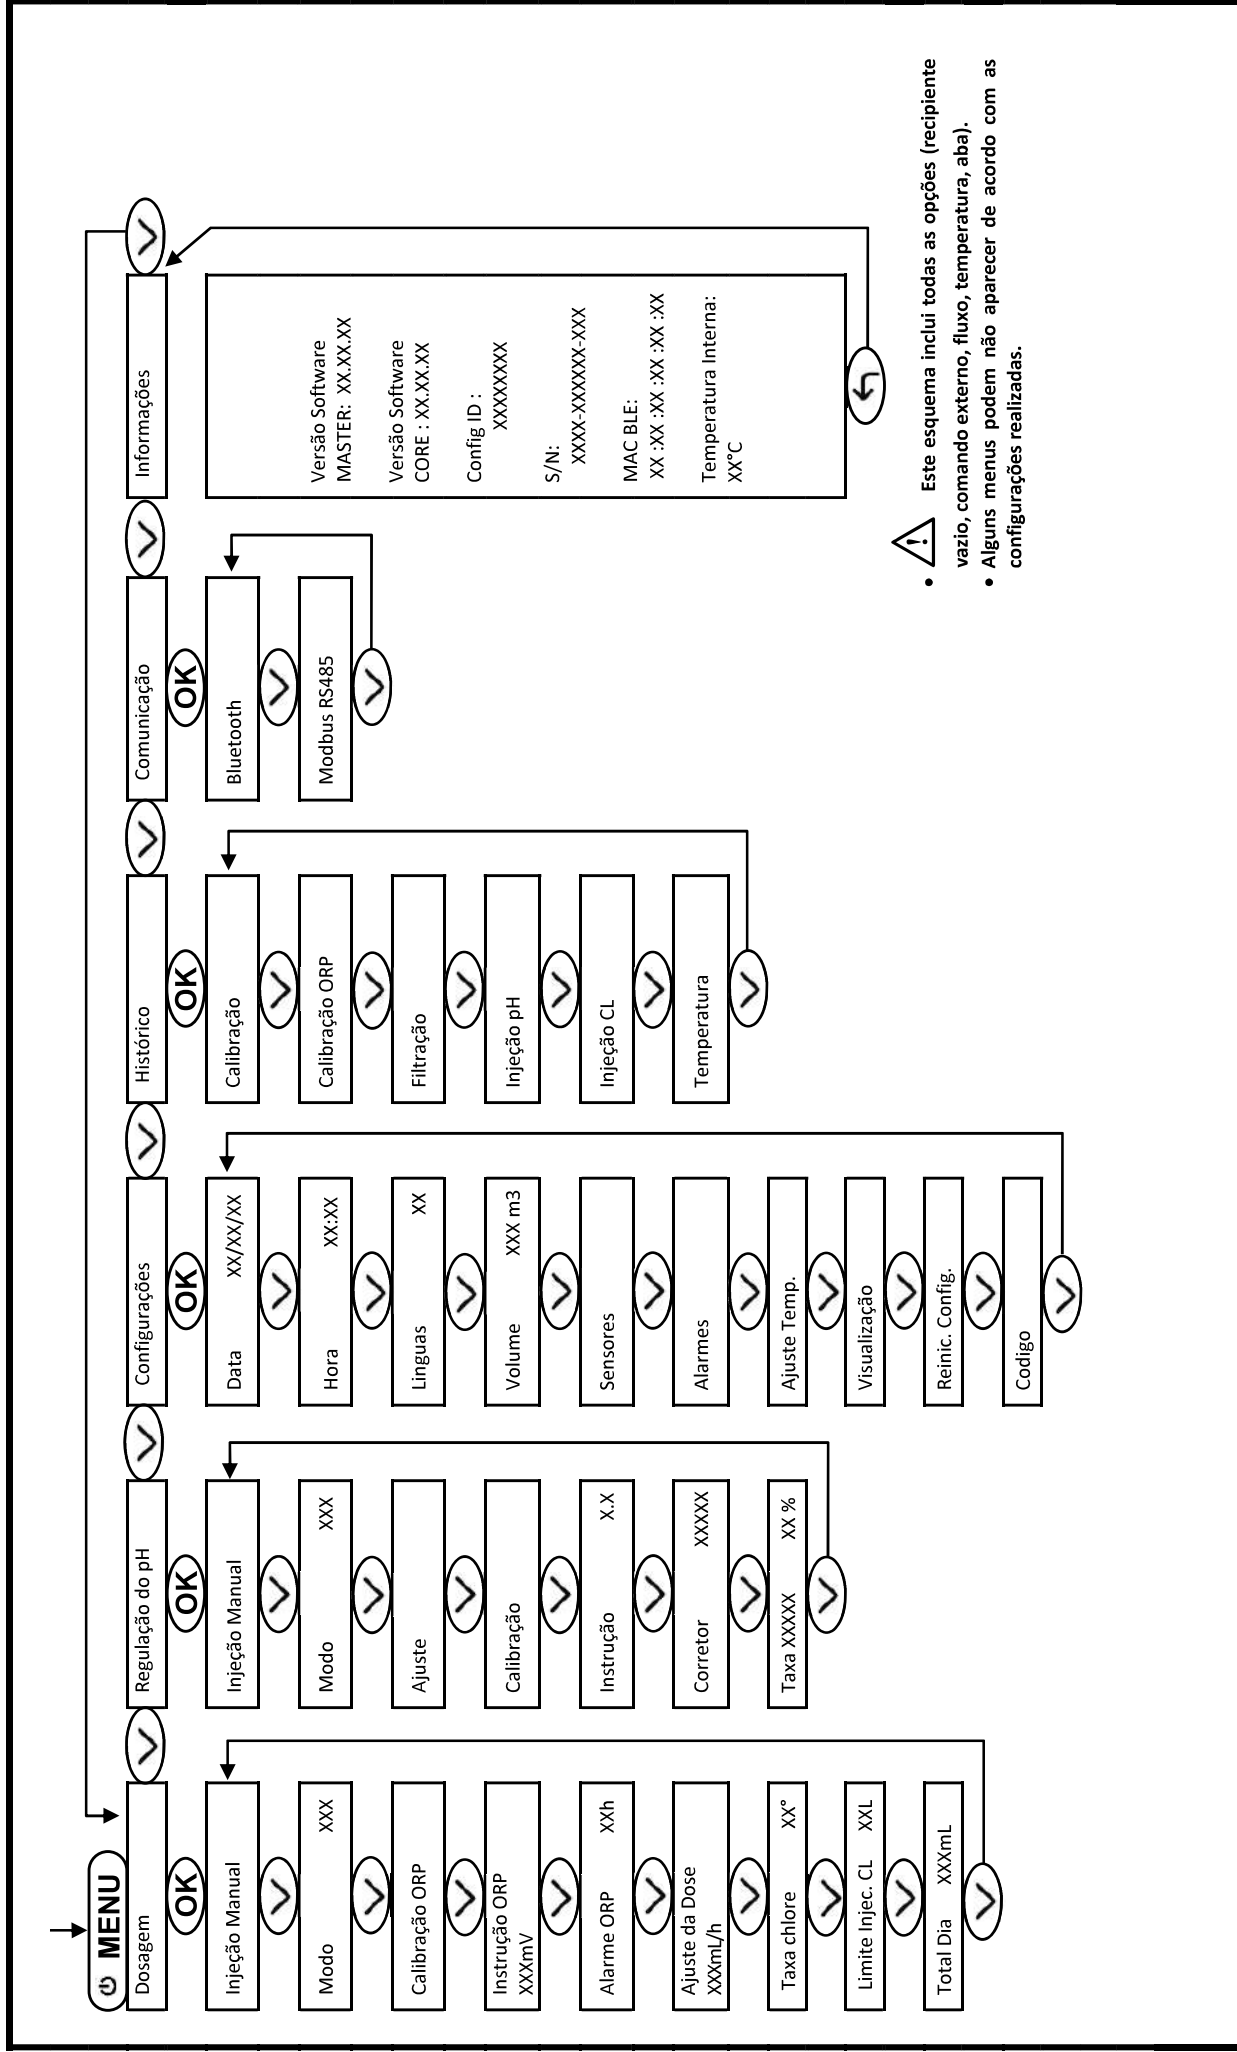 MENU
Dosagem
OK
Injeção Manual
Modo XXX
Calibração ORP
Instrução ORP
XXXmV
Alarme ORP XXh
Ajuste da Dose
XXXmL/h
Taxa chlore XX°
Limite Injec. CL XXL
Total Dia XXXmL
Regulação do pH
OK
Injeção Manual
Modo XXX
Ajuste
Calibração
Instrução X.X
Corretor XXXXX
Taxa XXXXX XX %
Configurações
OK
Data XX/XX/XX
Hora XX:XX
Linguas XX
Volume XXX m3
Sensores
Alarmes
Ajuste Temp.
Visualização
Reinic. Config.
Codigo
Histórico
OK
Calibração
Calibração ORP
Filtração
Injeção pH
Injeção CL
Temperatura
Comunicação
OK
Bluetooth
Modbus RS485
Informações
Versão Software
MASTER: XX.XX.XX
Versão Software
CORE : XX.XX.XX
Config ID :
XXXXXXXX
S/N:
XXXX-XXXXXX-XXX
MAC BLE:
XX :XX :XX :XX :XX :XX
Temperatura Interna:
XX°C
• Este esquema inclui todas as opções (recipiente
vazio, comando externo, fluxo, temperatura, aba).
• Alguns menus podem não aparecer de acordo com as
configurações realizadas.